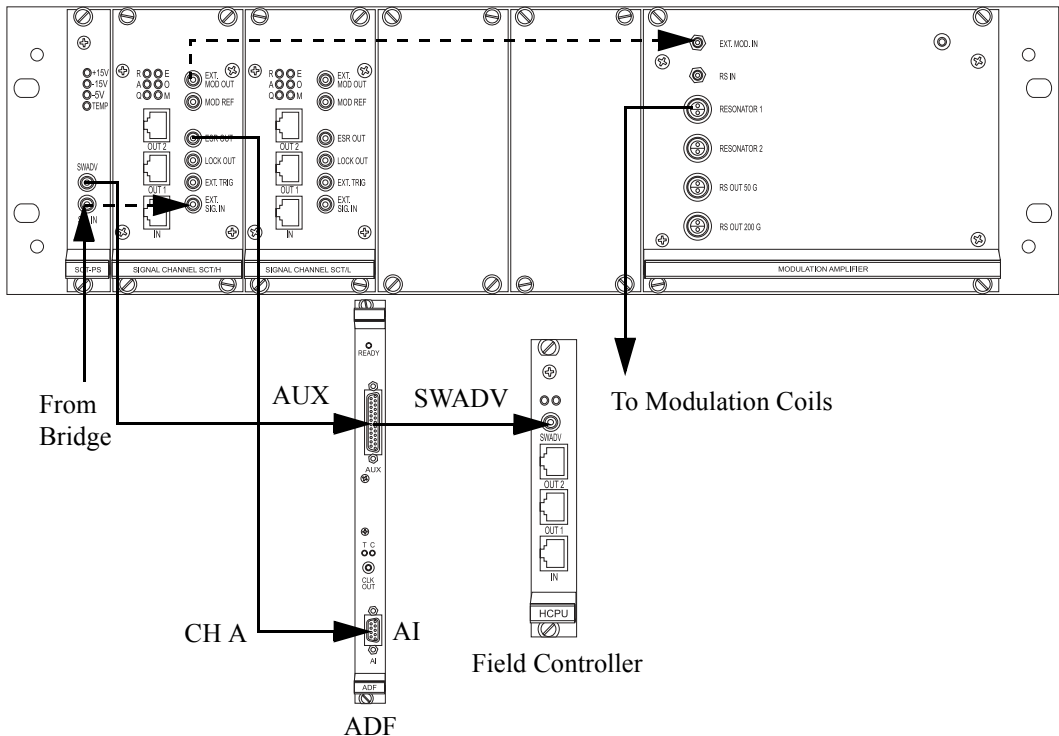 +15V
-15V
-5V
TEMP
SWADV
IN
SCT-PS
R E
A O
Q M
OUT 2
OUT 1
IN
EXT.
MOD OUT
MOD REF
ESR OUT
LOCK OUT
EXT. TRIG
EXT.
SIG. IN
SIGNAL CHANNEL SCT/H
R E
A O
Q M
OUT 2
OUT 1
IN
EXT.
MOD OUT
MOD REF
ESR OUT
LOCK OUT
EXT. TRIG
EXT.
SIG. IN
SIGNAL CHANNEL SCT/L
EXT. MOD. IN
RS IN
RESONATOR 1
RESONATOR 2
RS OUT 50 G
RS OUT 200 G
MODULATION AMPLIFIER
From
Bridge
AUX
SWADV
To Modulation Coils
READY
AUX
T C
CLK
OUT
CH A
AI
AI
ADF
ADF
SWADV
OUT 2
OUT 1
IN
HCPU
Field Controller